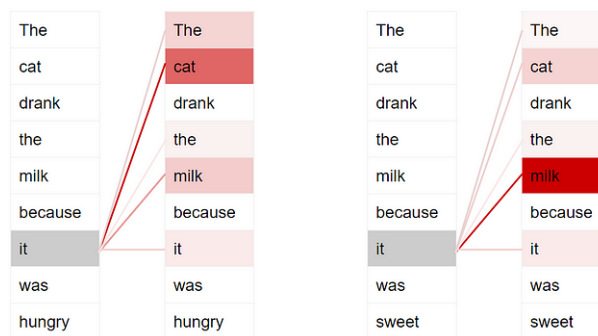 The The The The
cat cat cat cat
drank drank drank drank
the the the the
milk milk milk milk
because because because because
it it it it
was was was was
hungry hungry sweet sweet